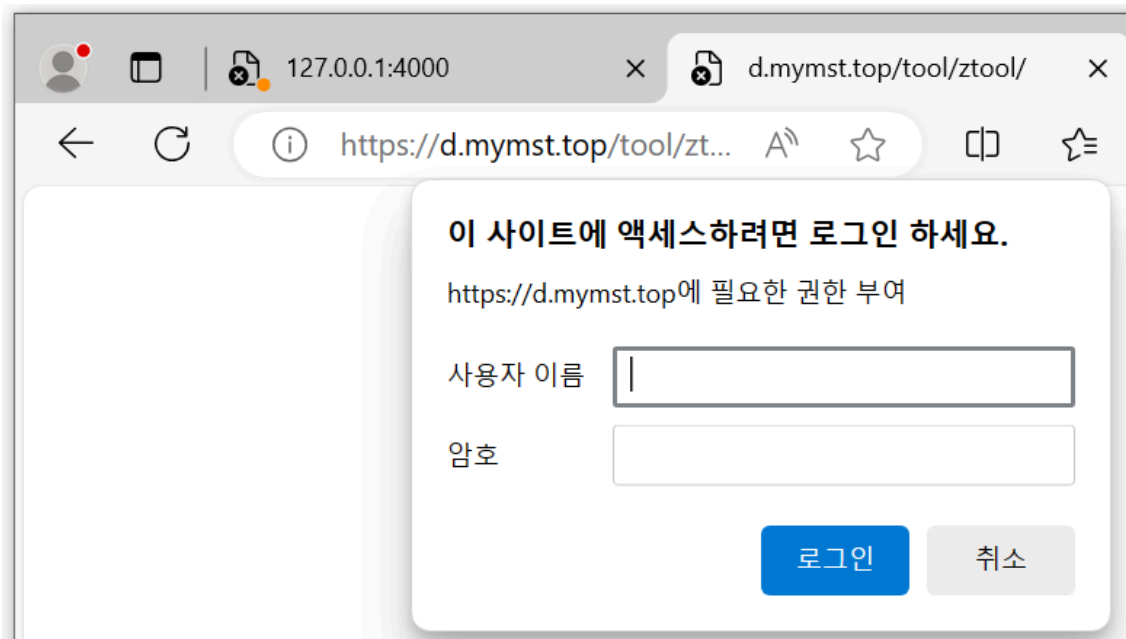 127.0.0.1:4000
d.mymst.top/tool/ztool/
https://d.mymst.top/tool/zt...
이 사이트에 액세스하려면 로그인 하세요.
https://d.mymst.top에 필요한 권한 부여
사용자 이름
암호
로그인 취소